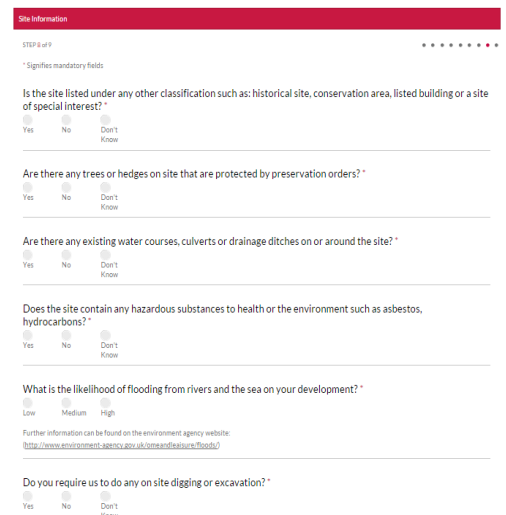 Site Information
STEP 8 of 9
* Signifies mandatory fields
Is the site listed under any other classification such as: historical site, conservation area, listed building or a site
of special interest? *
Yes No Don't
Know
Are there any trees or hedges on site that are protected by preservation orders? *
Yes No Don't
Know
Are there any existing water courses, culverts or drainage ditches on or around the site? *
Yes No Don't
Know
Does the site contain any hazardous substances to health or the environment such as asbestos,
hydrocarbons? *
Yes No Don't
Know
What is the likelihood of flooding from rivers and the sea on your development? *
Low Medium High
Further information can be found on the environment agency website:
(http://www.environment-agency.gov.uk/omeandleaisure/floods/)
Do you require us to do any on site digging or excavation? *
Yes No Don't
Know